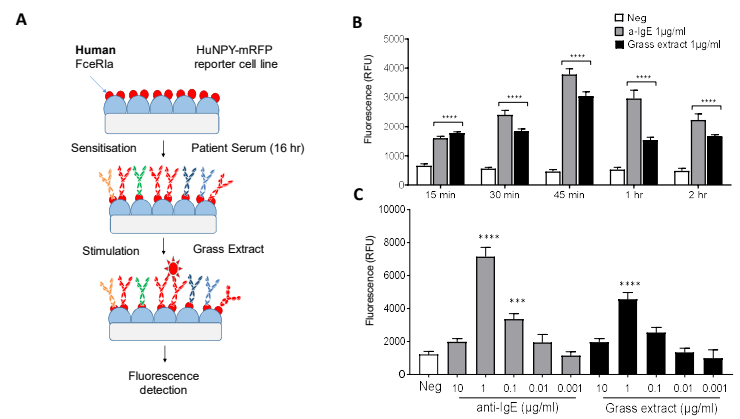 A
Human
FceRIa
HuNPY-mRFP
reporter cell line
Sensitisation
Patient Serum (16 hr)
Stimulation
Grass Extract
Fluorescence
detection
B
Neg
a-IgE 1µg/ml
Grass extract 1µg/ml
Fluorescence (RFU)
5000
4000
3000
2000
1000
0
****
****
****
****
****
15 min
30 min
45 min
1 hr
2 hr
C
Fluorescence (RFU)
10000
8000
6000
4000
2000
0
****
***
****
Neg
10
1
0.1
0.01
0.001
10
1
0.1
0.01
0.001
anti-IgE (µg/ml)
Grass extract (µg/ml)